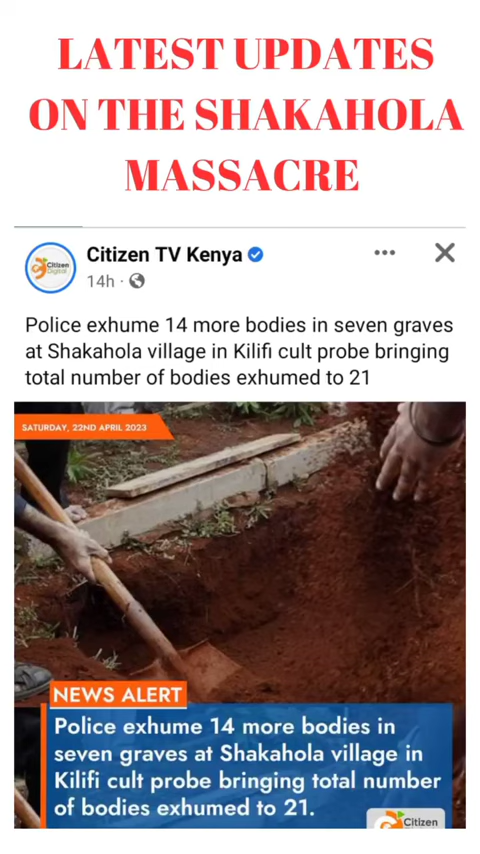 LATEST UPDATES
ON THE SHAKAHOLA
MASSACRE
Citizen
Digital
Citizen TV Kenya
14h ·
Police exhume 14 more bodies in seven graves
at Shakahola village in Kilifi cult probe bringing
total number of bodies exhumed to 21
SATURDAY, 22ND APRIL 2023
NEWS ALERT
Police exhume 14 more bodies in
seven graves at Shakahola village in
Kilifi cult probe bringing total number
of bodies exhumed to 21.
Citizen